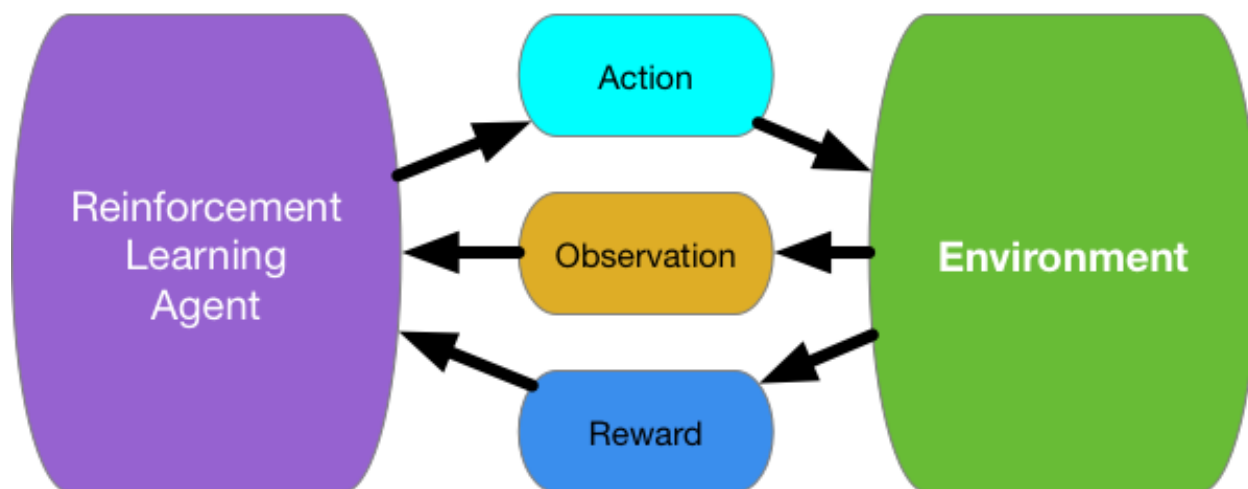 Reinforcement
Learning
Agent
Action
Observation
Reward
Environment